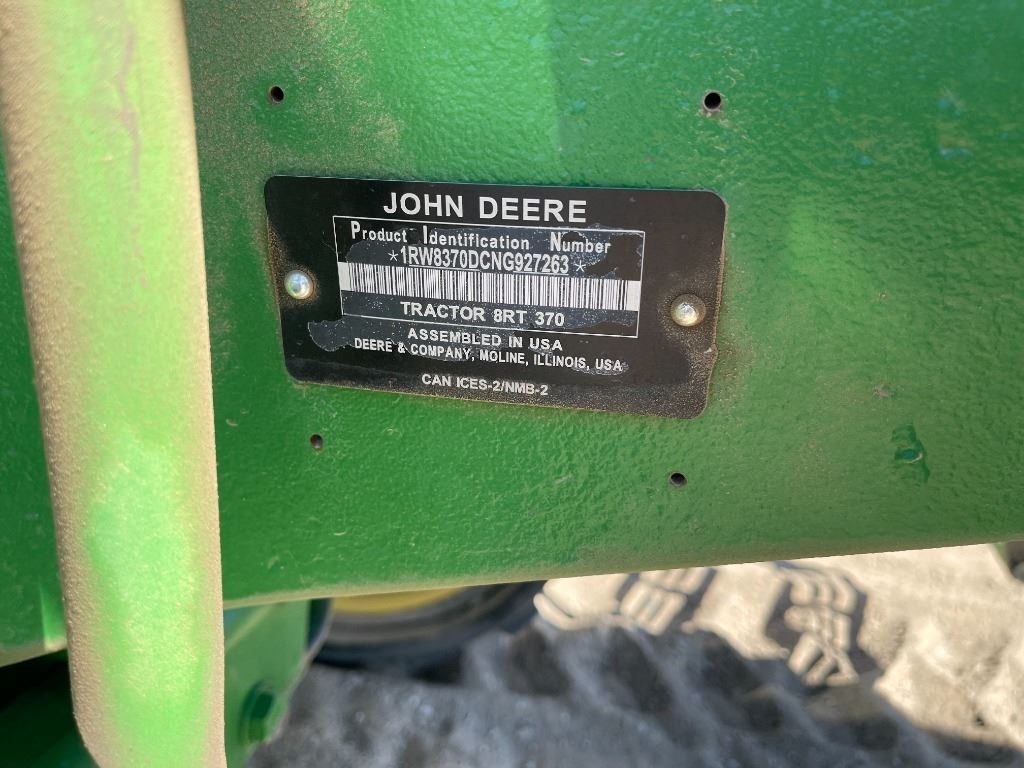 JOHN DEERE
Product Identification Number
*1RW8370DCNG927263*
TRACTOR 8RT 370
ASSEMBLED IN USA
DEERE & COMPANY, MOLINE, ILLINOIS, USA
CAN ICES-2/NMB-2